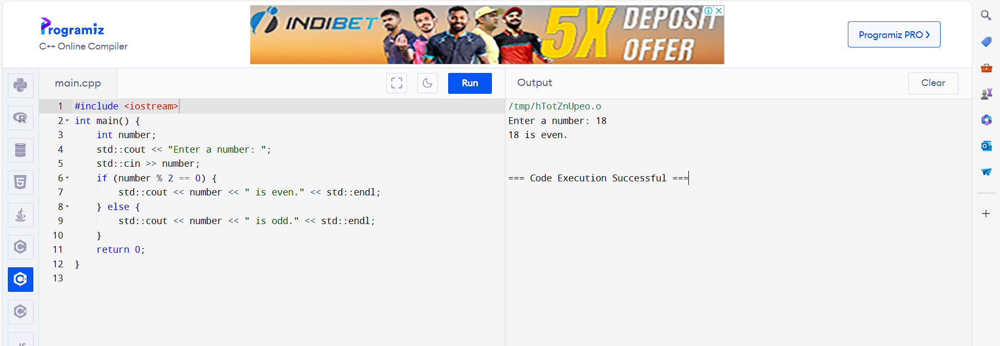 Programiz
C++ Online Compiler
INDIBET
5X
DEPOSIT
OFFER
Programiz PRO
main.cpp
Run
Output
Clear
1 #include <iostream>
2 int main() {
3     int number;
4     std::cout << "Enter a number: ";
5     std::cin >> number;
6     if (number % 2 == 0) {
7         std::cout << number << " is even." << std::endl;
8     } else {
9         std::cout << number << " is odd." << std::endl;
10     }
11     return 0;
12 }
13
/tmp/hTotZnUpeo.o
Enter a number: 18
18 is even.
=== Code Execution Successful ===